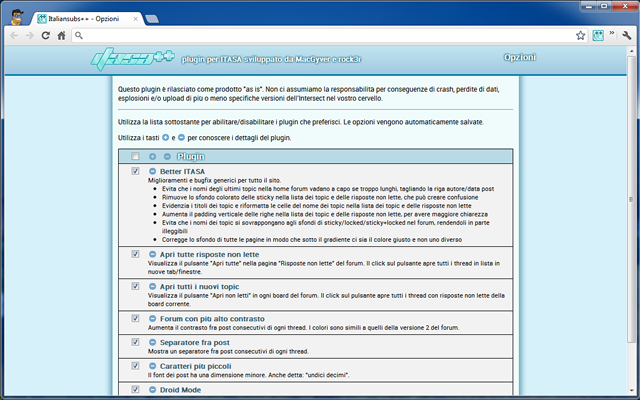 Italiansubs++ - Opzioni
Itasa++
plugin per ITASA sviluppato da MacGyver e rock3r
Opzioni
Questo plugin è rilasciato come prodotto "as is". Non ci assumiamo la responsabilità per conseguenze di crash, perdite di dati,
esplosioni e/o upload di più o meno specifiche versioni dell'Intersect nel vostro cervello.
Utilizza la lista sottostante per abilitare/disabilitare i plugin che preferisci. Le opzioni vengono automaticamente salvate.
Utilizza i tasti + e - per conoscere i dettagli del plugin.
Plugin
Better ITASA
Miglioramenti e bugfix generici per tutto il sito.
Evita che i nomi degli ultimi topic nella home forum vadano a capo se troppo lunghi, tagliando la riga autore/data post
Rimuove lo sfondo colorato delle sticky nella lista dei topic e delle risposte non lette, che può creare confusione
Evidenzia i titoli dei topic e riformatta le celle del nome dei topic nella lista dei topic e delle risposte non lette
Aumenta il padding verticale delle righe nella lista dei topic e delle risposte non lette, per avere maggiore chiarezza
Evita che i nomi dei topic si sovrappongano agli sfondi di sticky/locked/sticky+locked nel forum, rendendoli in parte
illeggibili
Corregge lo sfondo di tutte le pagine in modo che sotto il gradiente ci sia il colore giusto e non uno diverso
Apri tutte risposte non lette
Visualizza il pulsante "Apri tutte" nella pagina "Risposte non lette" del forum. Il click sul pulsante apre tutti i thread in lista in
nuove tab/finestre.
Apri tutti i nuovi topic
Visualizza il pulsante "Apri non letti" in ogni board del forum. Il click sul pulsante apre tutti i thread con risposte non lette della
board corrente.
Forum con più alto contrasto
Aumenta il contrasto fra post consecutivi di ogni thread. I colori sono simili a quelli della versione 2 del forum.
Separatore fra post
Mostra un separatore fra post consecutivi di ogni thread.
Caratteri più piccoli
Il font dei post ha una dimensione minore. Anche detta: "undici decimi".
Droid Mode